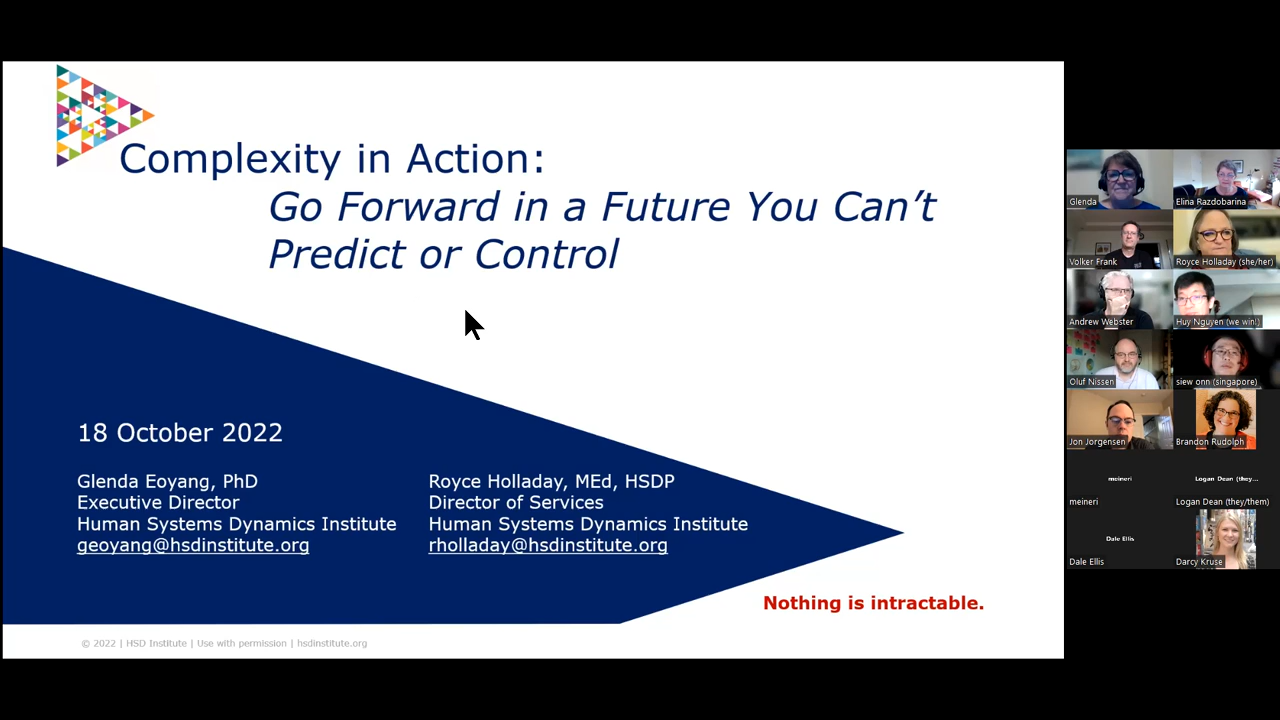 Complexity in Action:
Go Forward in a Future You Can't
Predict or Control
18 October 2022
Glenda Eoyang, PhD
Executive Director
Human Systems Dynamics Institute
geoyang@hsdinstitute.org
Royce Holladay, MEd, HSDP
Director of Services
Human Systems Dynamics Institute
rholladay@hsdinstitute.org
Nothing is intractable.
© 2022 | HSD Institute | Use with permission | hsdinstitute.org
Glenda
Elina Razdobarina
Volker Frank
Royce Holladay (she/her)
Andrew Webster
Huy Nguyen (we win!)
Oluf Nissen
siew onn (singapore)
Jon Jorgensen
Brandon Rudolph
meineri
Logan Dean (they...
meineri
Logan Dean (they/them)
Dale Ellis
Dale Ellis
Darcy Kruse